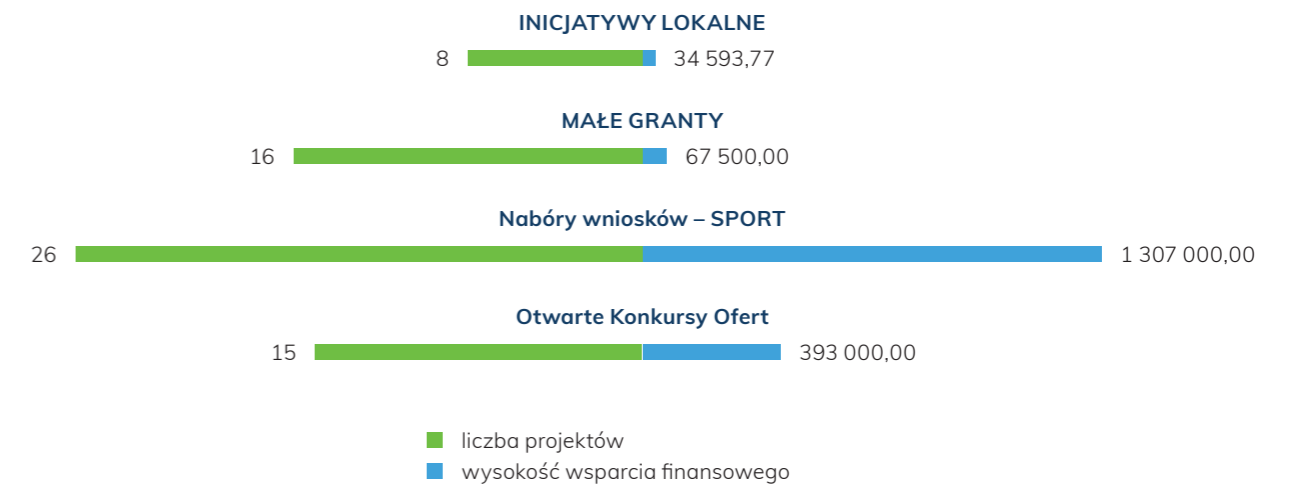 INICJATYWY LOKALNE
8 34 593,77
MAŁE GRANTY
16 67 500,00
Nabóry wniosków – SPORT
26 1 307 000,00
Otwarte Konkursy Ofert
15 393 000,00
liczba projektów
wysokość wsparcia finansowego